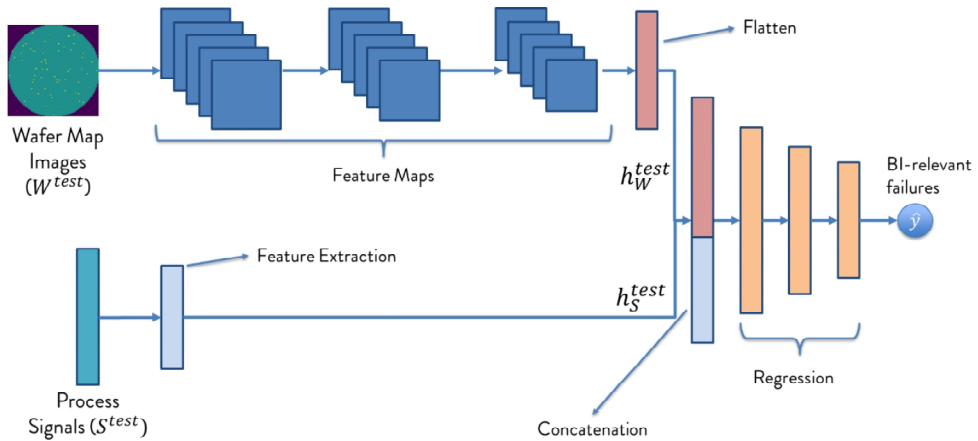 Flatten
Wafer Map
Images
(W^{test})
Feature Maps
h_W^{test}
BI-relevant
failures
ŷ
Feature Extraction
h_S^{test}
Process
Signals (S^{test})
Regression
Concatenation